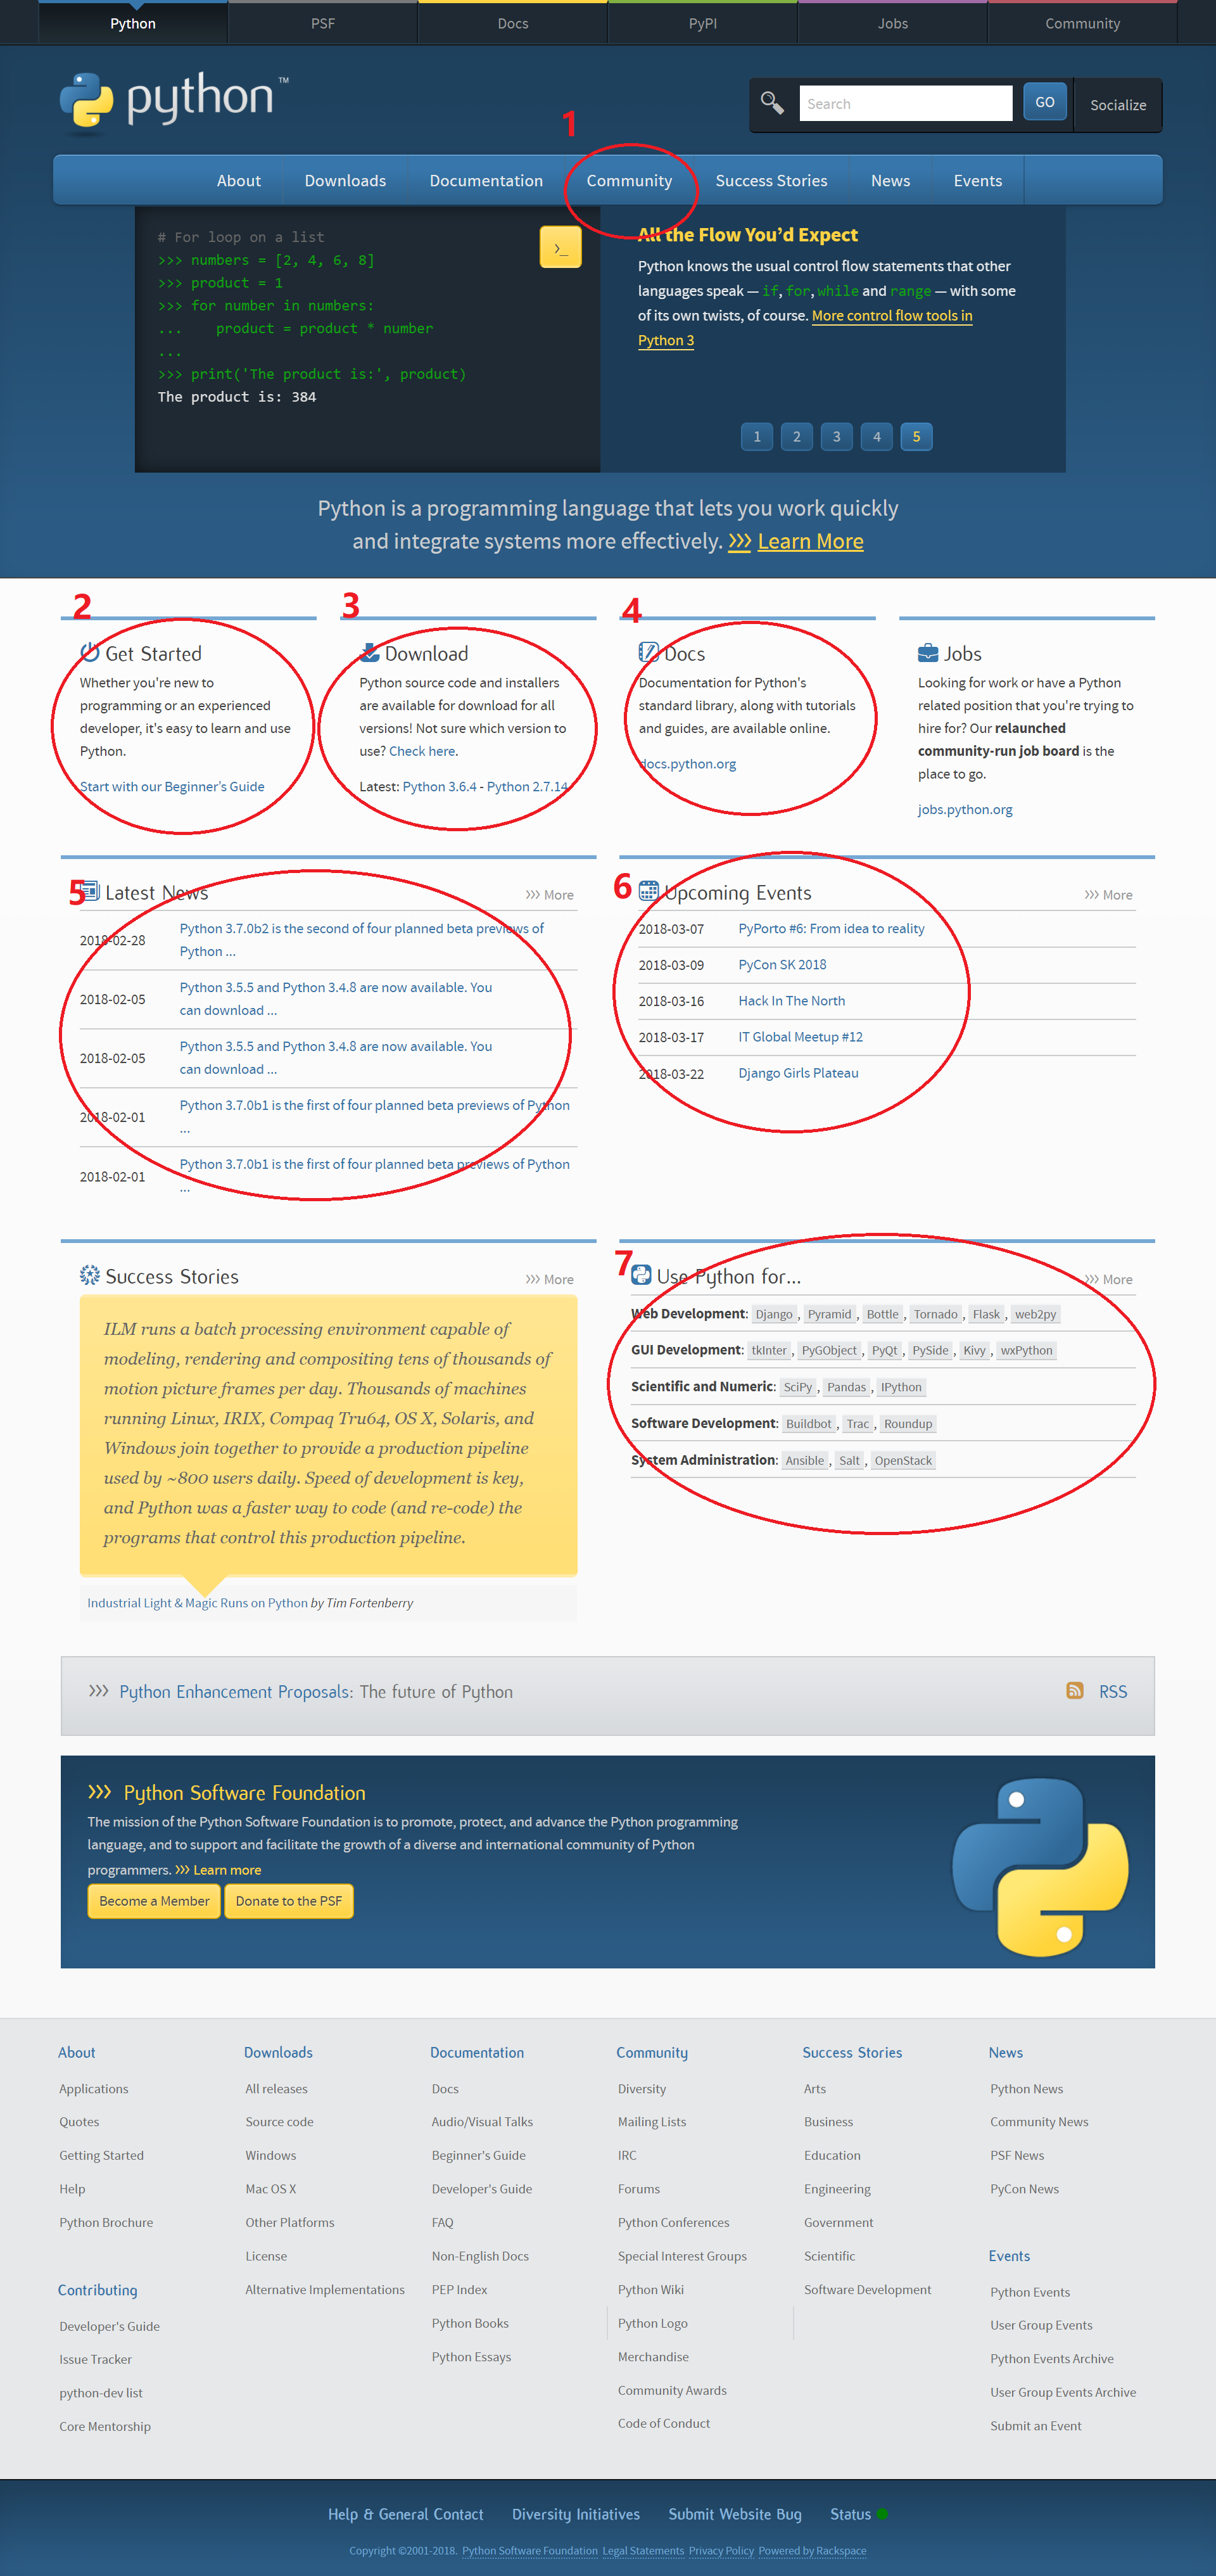 Python PSF Docs PyPI Jobs Community
python™
Search GO Socialize
1
About Downloads Documentation Community Success Stories News Events
# For loop on a list
>>> numbers = [2, 4, 6, 8]
>>> product = 1
>>> for number in numbers:
...    product = product * number
...
>>> print('The product is:', product)
The product is: 384
>_
All the Flow You’d Expect
Python knows the usual control flow statements that other
languages speak — if, for, while and range — with some
of its own twists, of course. More control flow tools in
Python 3
1 2 3 4 5
Python is a programming language that lets you work quickly
and integrate systems more effectively. >>> Learn More
2
Get Started
Whether you're new to
programming or an experienced
developer, it's easy to learn and use
Python.
Start with our Beginner’s Guide
3
Download
Python source code and installers
are available for download for all
versions! Not sure which version to
use? Check here.
Latest: Python 3.6.4 - Python 2.7.14
4
Docs
Documentation for Python's
standard library, along with tutorials
and guides, are available online.
docs.python.org
Jobs
Looking for work or have a Python
related position that you're trying to
hire for? Our relaunched
community-run job board is the
place to go.
jobs.python.org
5
Latest News >>> More
2018-02-28 Python 3.7.0b2 is the second of four planned beta previews of
Python ...
2018-02-05 Python 3.5.5 and Python 3.4.8 are now available. You
can download ...
2018-02-05 Python 3.5.5 and Python 3.4.8 are now available. You
can download ...
2018-02-01 Python 3.7.0b1 is the first of four planned beta previews of Python
...
2018-02-01 Python 3.7.0b1 is the first of four planned beta previews of Python
...
6
Upcoming Events >>> More
2018-03-07 PyPorto #6: From idea to reality
2018-03-09 PyCon SK 2018
2018-03-16 Hack In The North
2018-03-17 IT Global Meetup #12
2018-03-22 Django Girls Plateau
Success Stories >>> More
ILM runs a batch processing environment capable of
modeling, rendering and compositing tens of thousands of
motion picture frames per day. Thousands of machines
running Linux, IRIX, Compaq Tru64, OS X, Solaris, and
Windows join together to provide a production pipeline
used by ~800 users daily. Speed of development is key,
and Python was a faster way to code (and re-code) the
programs that control this production pipeline.
Industrial Light & Magic Runs on Python by Tim Fortenberry
7
Use Python for... >>> More
Web Development: Django , Pyramid , Bottle , Tornado , Flask , web2py
GUI Development: tkInter , PyGObject , PyQt , PySide , Kivy , wxPython
Scientific and Numeric: SciPy , Pandas , IPython
Software Development: Buildbot , Trac , Roundup
System Administration: Ansible , Salt , OpenStack
>>> Python Enhancement Proposals: The future of Python RSS
>>> Python Software Foundation
The mission of the Python Software Foundation is to promote, protect, and advance the Python programming
language, and to support and facilitate the growth of a diverse and international community of Python
programmers. >>> Learn more
Become a Member Donate to the PSF
About
Applications
Quotes
Getting Started
Help
Python Brochure
Contributing
Developer's Guide
Issue Tracker
python-dev list
Core Mentorship
Downloads
All releases
Source code
Windows
Mac OS X
Other Platforms
License
Alternative Implementations
Documentation
Docs
Audio/Visual Talks
Beginner's Guide
Developer's Guide
FAQ
Non-English Docs
PEP Index
Python Books
Python Essays
Community
Diversity
Mailing Lists
IRC
Forums
Python Conferences
Special Interest Groups
Python Wiki
Python Logo
Merchandise
Community Awards
Code of Conduct
Success Stories
Arts
Business
Education
Engineering
Government
Scientific
Software Development
News
Python News
Community News
PSF News
PyCon News
Events
Python Events
User Group Events
Python Events Archive
User Group Events Archive
Submit an Event
Help & General Contact Diversity Initiatives Submit Website Bug Status
Copyright ©2001-2018. Python Software Foundation Legal Statements Privacy Policy Powered by Rackspace